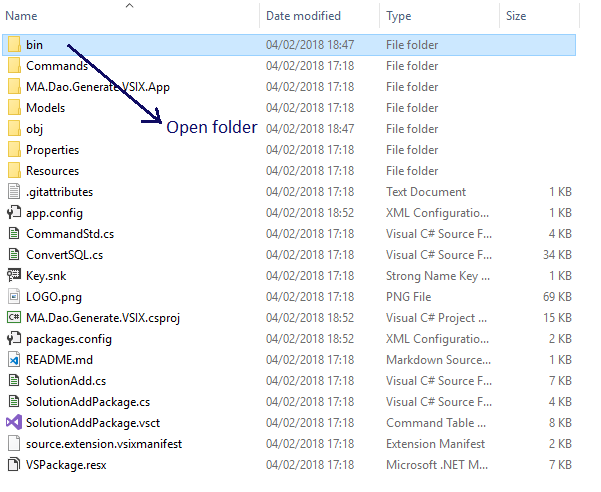 Name Date modified Type Size
bin 04/02/2018 18:47 File folder
Commands 04/02/2018 17:18 File folder
MA.Dao.Generate.VSIX.App 04/02/2018 17:18 File folder
Models 04/02/2018 17:18 File folder
obj Open folder 04/02/2018 18:47 File folder
Properties 04/02/2018 17:18 File folder
Resources 04/02/2018 17:18 File folder
.gitattributes 04/02/2018 17:18 Text Document 1 KB
app.config 04/02/2018 18:52 XML Configuratio... 2 KB
CommandStd.cs 04/02/2018 17:18 Visual C# Source F... 4 KB
ConvertSQL.cs 04/02/2018 17:18 Visual C# Source F... 34 KB
Key.snk 04/02/2018 17:18 Strong Name Key ... 1 KB
LOGO.png 04/02/2018 17:18 PNG File 69 KB
MA.Dao.Generate.VSIX.csproj 04/02/2018 18:52 Visual C# Project ... 15 KB
packages.config 04/02/2018 18:52 XML Configuratio... 2 KB
README.md 04/02/2018 17:18 Markdown Source... 1 KB
SolutionAdd.cs 04/02/2018 17:18 Visual C# Source F... 7 KB
SolutionAddPackage.cs 04/02/2018 17:18 Visual C# Source F... 4 KB
SolutionAddPackage.vsct 04/02/2018 17:18 Command Table ... 8 KB
source.extension.vsixmanifest 04/02/2018 17:18 Extension Manifest 2 KB
VSPackage.resx 04/02/2018 17:18 Microsoft .NET M... 7 KB